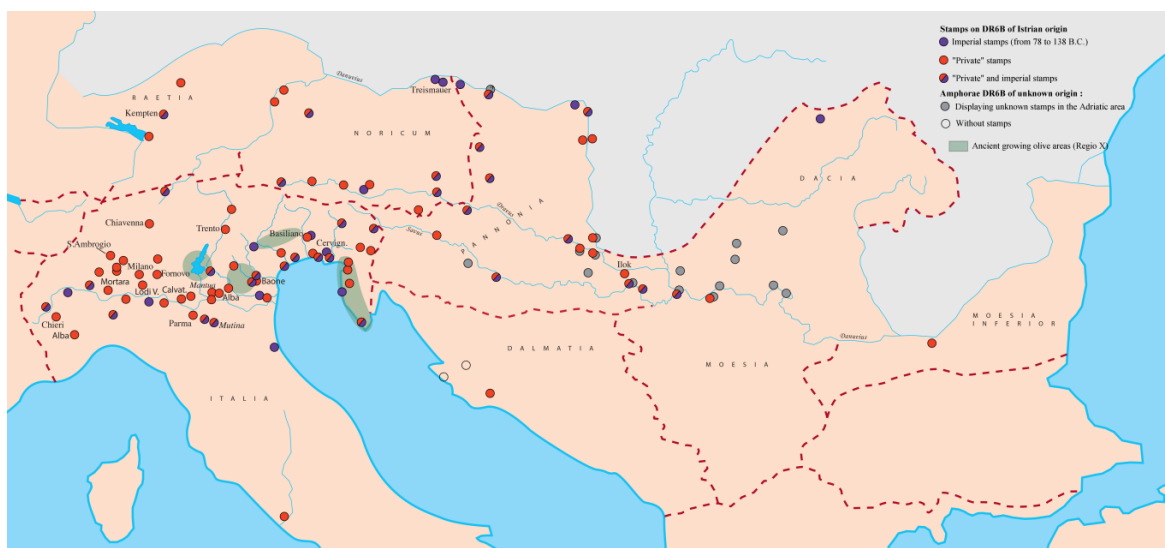 Stamps on DR6B of Istrian origin
Imperial stamps (from 78 to 138 B.C.)
"Private" stamps
"Private" and imperial stamps
Amphorae DR6B of unknown origin :
Displaying unknown stamps in the Adriatic area
Without stamps
Ancient growing olive areas (Regio X)
Danuvius
Treismauer
RAETIA
Kempten
NORICUM
DACIA
Chiavenna
Trento
Basiliano
Cervign.
Savus
Dravus
PANNONIA
S.Ambrogio
Milano
Fornovo
Mantua
Baone
Ilok
Mortara
Lodi V.
Calvat.
Alba
Chieri
Parma
Mutina
Alba
MOESIA
INFERIOR
Danuvius
DALMATIA
MOESIA
ITALIA